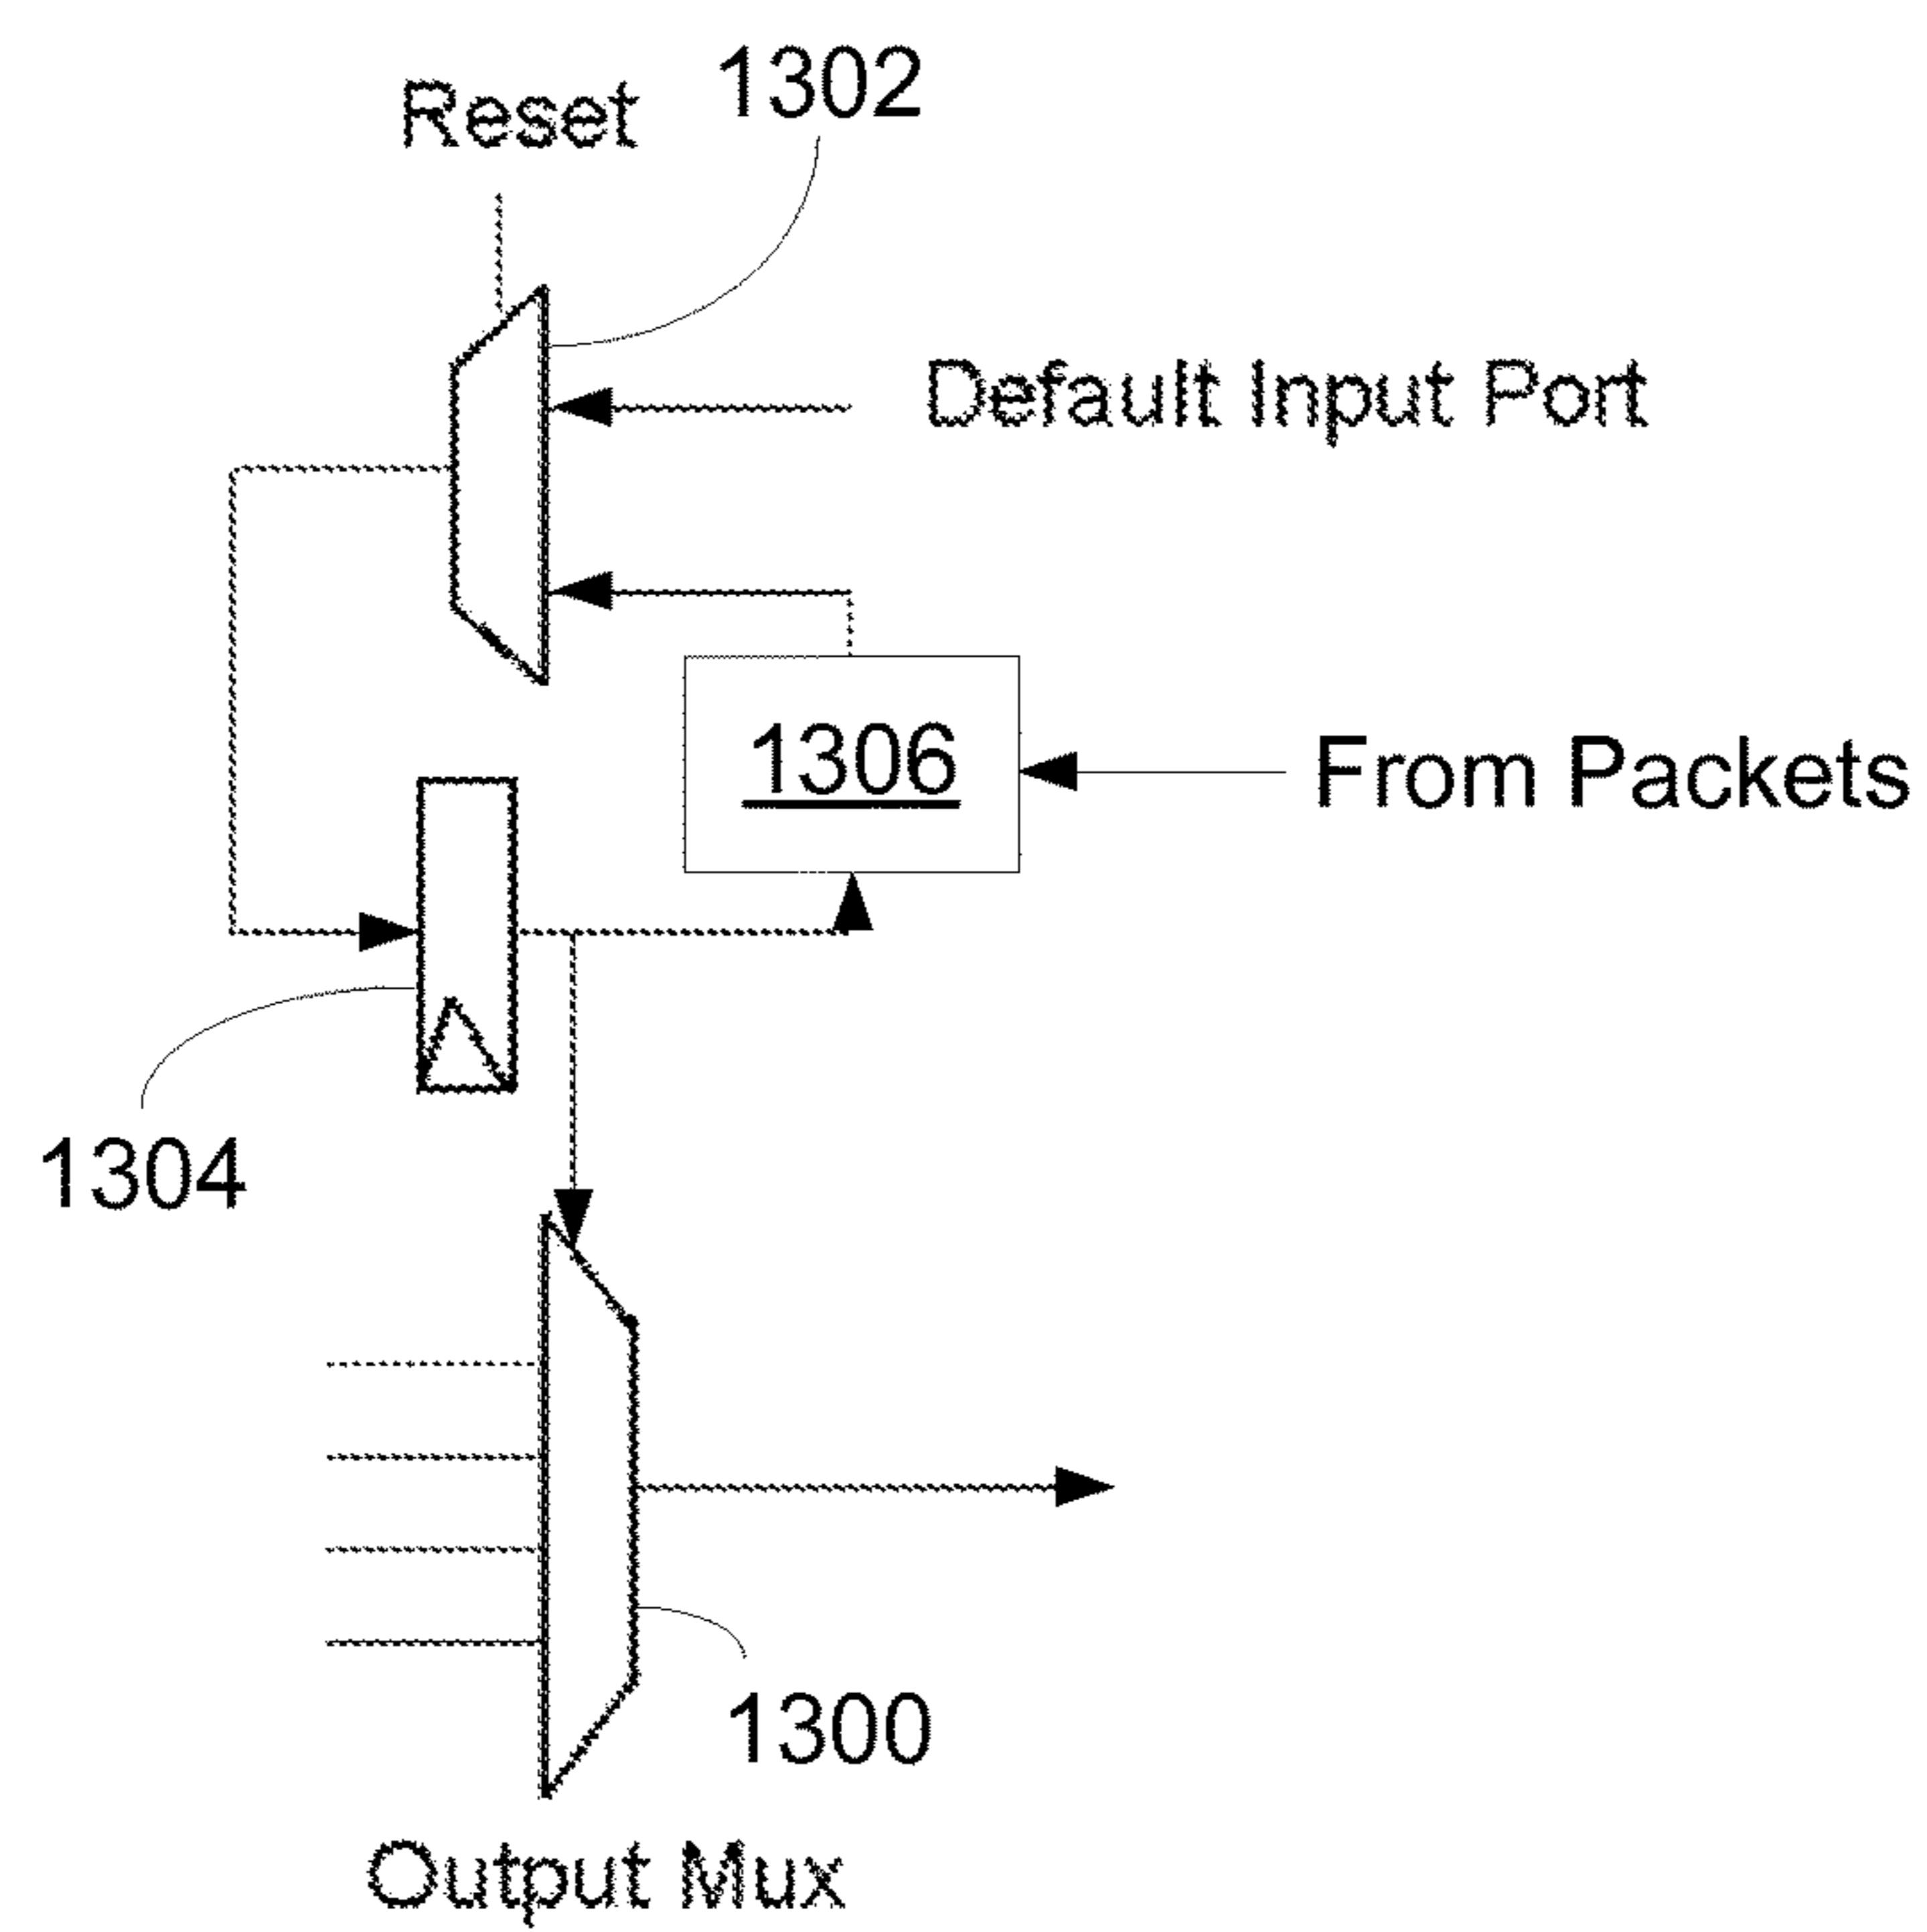 Reset
1302
Default Input Port
1306
From Packets
1304
1300
Output Mux